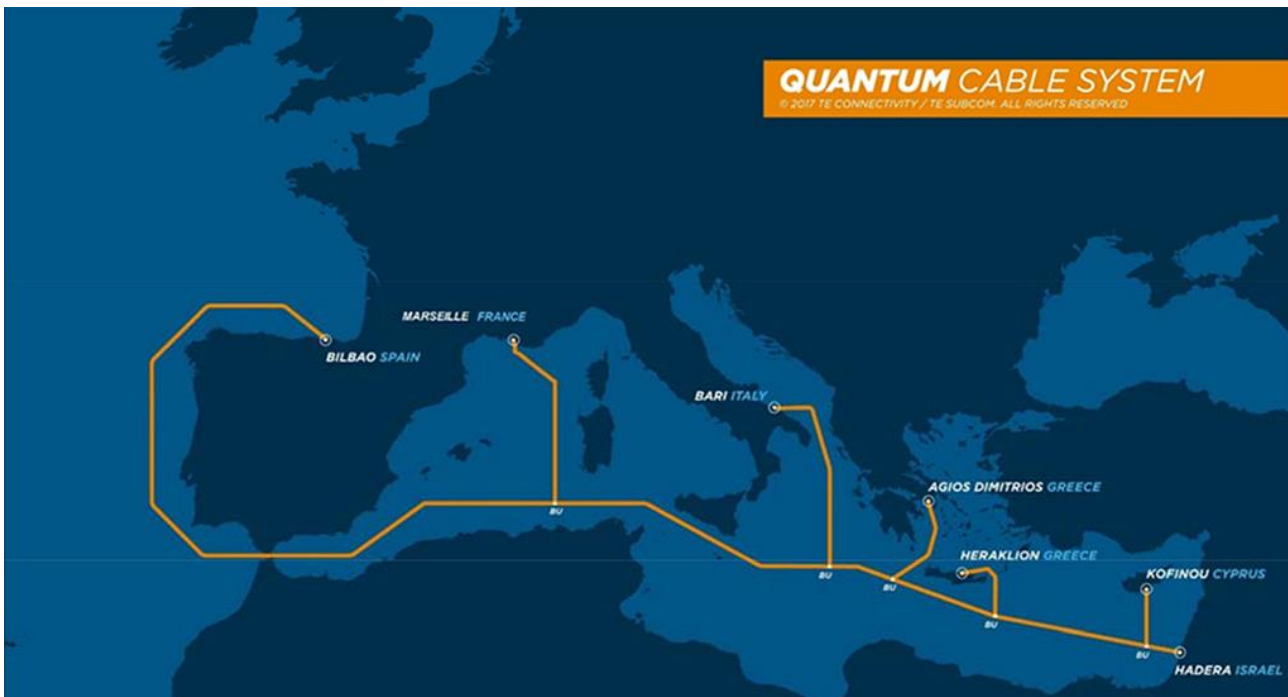 QUANTUM CABLE SYSTEM
© 2017 TE CONNECTIVITY / TE SUBCOM. ALL RIGHTS RESERVED
MARSEILLE FRANCE
BILBAO SPAIN
BARI ITALY
AGIOS DIMITRIOS GREECE
BU
HERAKLION GREECE
KOFINOU CYPRUS
BU
BU
BU
BU
HADERA ISRAEL